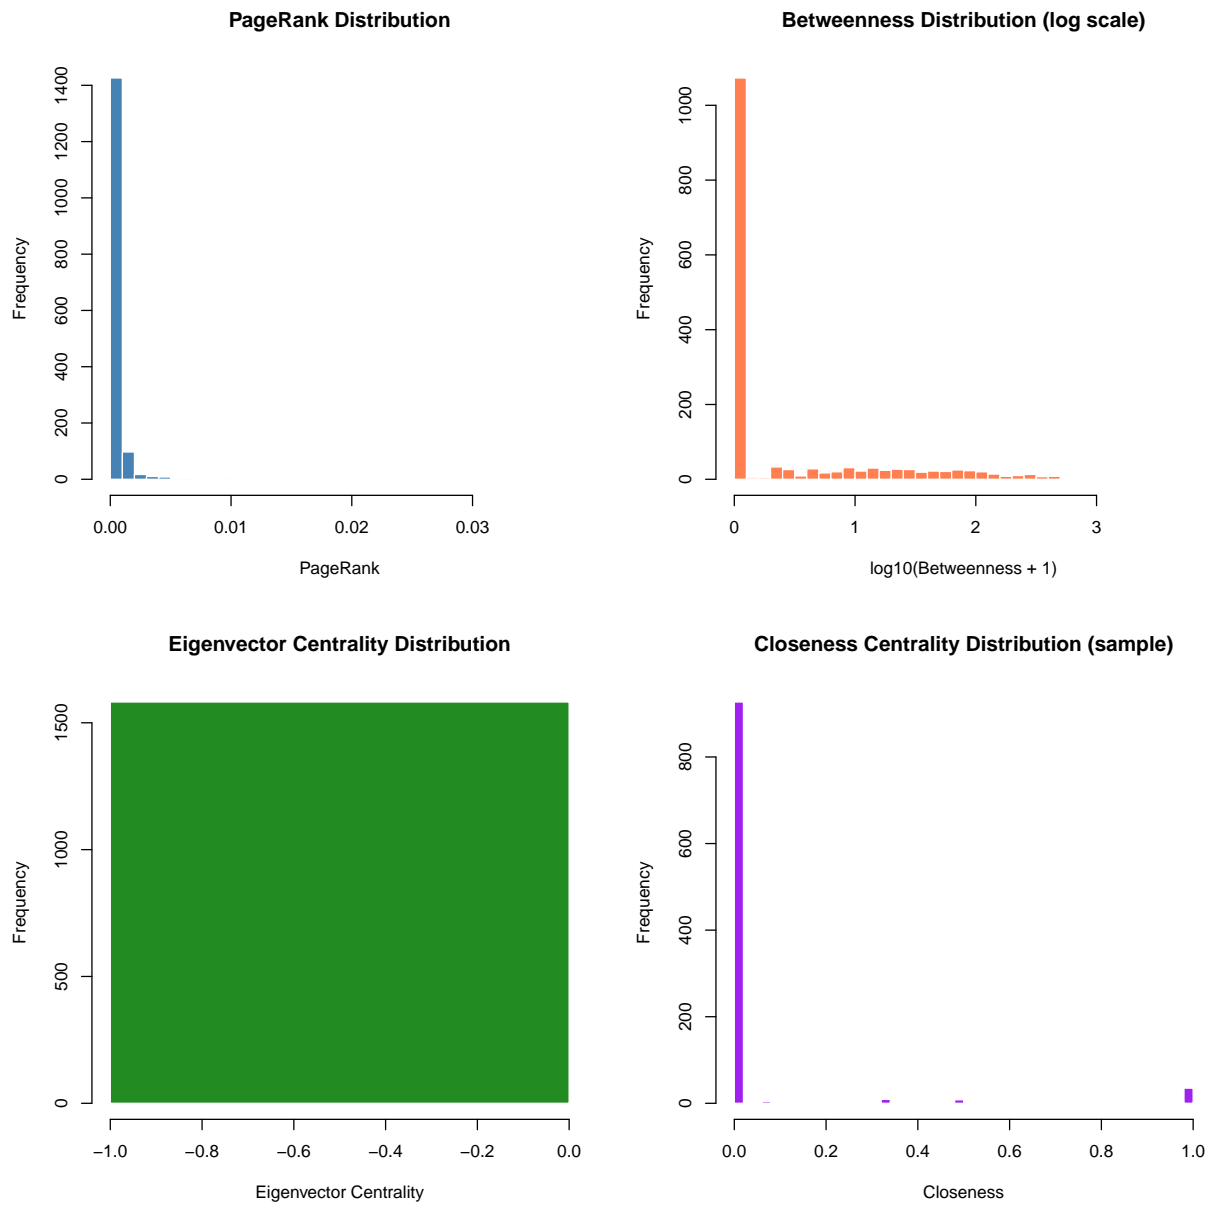 PageRank Distribution
1400
1200
1000
800
600
400
200
0
Frequency
0.00 0.01 0.02 0.03
PageRank
Betweenness Distribution (log scale)
1000
800
600
400
200
0
Frequency
0 1 2 3
log10(Betweenness + 1)
Eigenvector Centrality Distribution
1500
1000
500
0
Frequency
−1.0 −0.8 −0.6 −0.4 −0.2 0.0
Eigenvector Centrality
Closeness Centrality Distribution (sample)
800
600
400
200
0
Frequency
0.0 0.2 0.4 0.6 0.8 1.0
Closeness